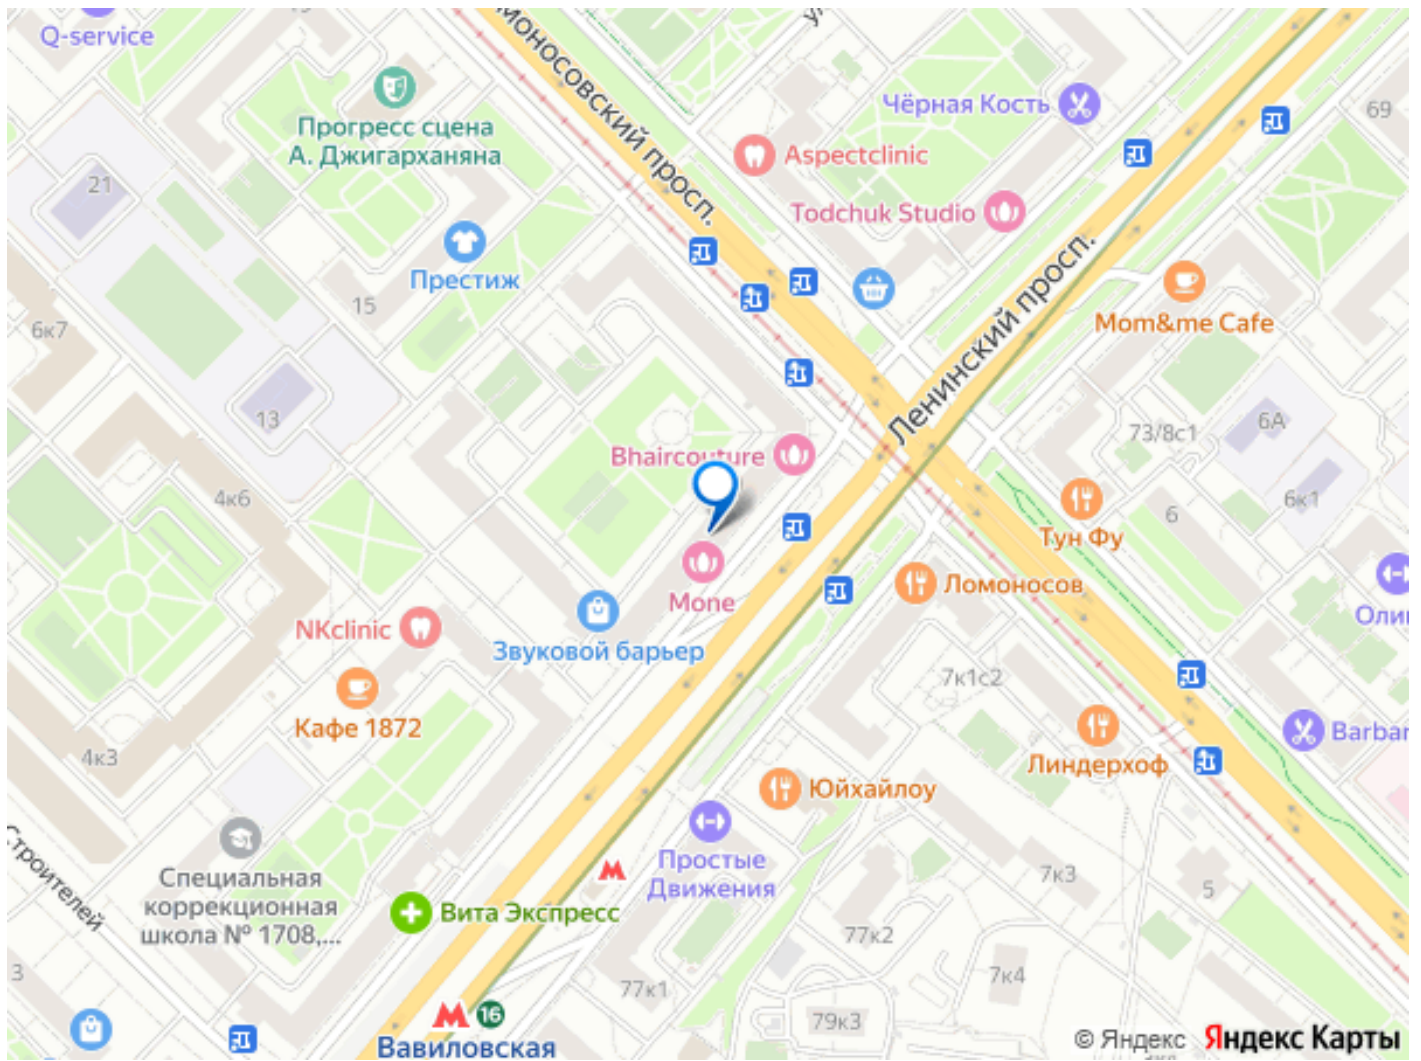 Q-service
Ломоносовский просп.
Чёрная Кость
69
Прогресс сцена
А. Джигарханяна
Aspectclinic
21
Todchuk Studio
Престиж
Ленинский просп.
15
6к7
Mom&me Cafe
13
73/8с1
6А
Bhaircouture
4к6
6к1
6
Тун Фу
Ломоносов
Mone
Оли
NKclinic
Звуковой барьер
7к1с2
Кафе 1872
Barbar
4к3
Линдерхоф
Юйхайлоу
Строителей
Специальная
коррекционная
школа № 1708,...
Простые
Движения
7к3
5
Вита Экспресс
77к2
3
7к4
77к1
16
79к3
Вавиловская
© Яндекс Яндекс Карты